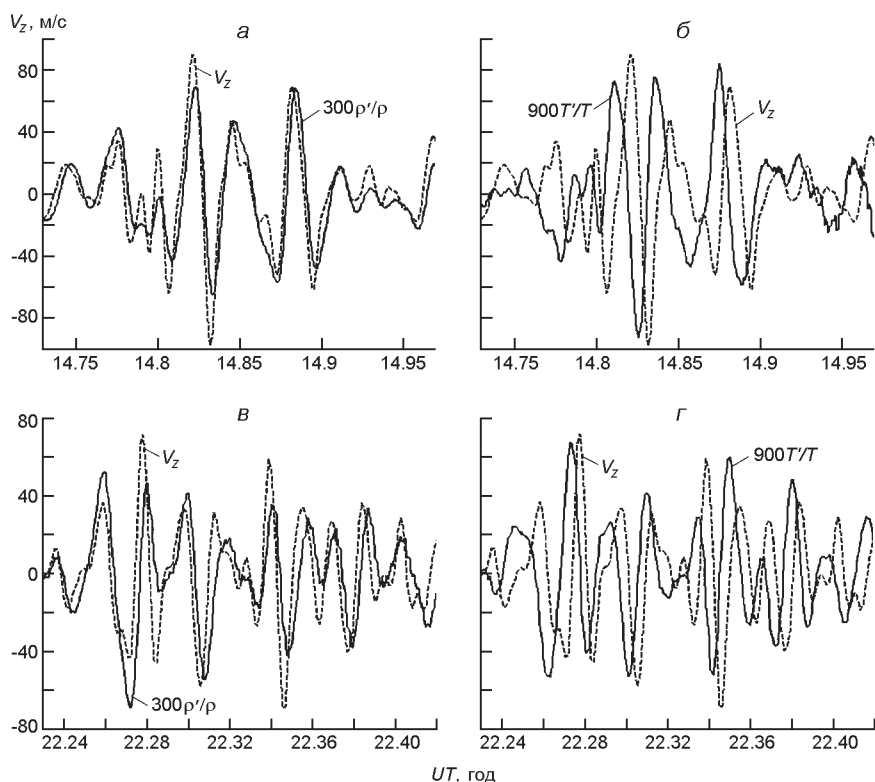 V_z, м/с
а
б
80
40
0
-40
-80
V_z
300ρ′/ρ
900T′/T
V_z
14.75 14.8 14.85 14.9 14.95
14.75 14.8 14.85 14.9 14.95
в
г
80
40
0
-40
-80
V_z
300ρ′/ρ
V_z
900T′/T
22.24 22.28 22.32 22.36 22.40
22.24 22.28 22.32 22.36 22.40
UT, год